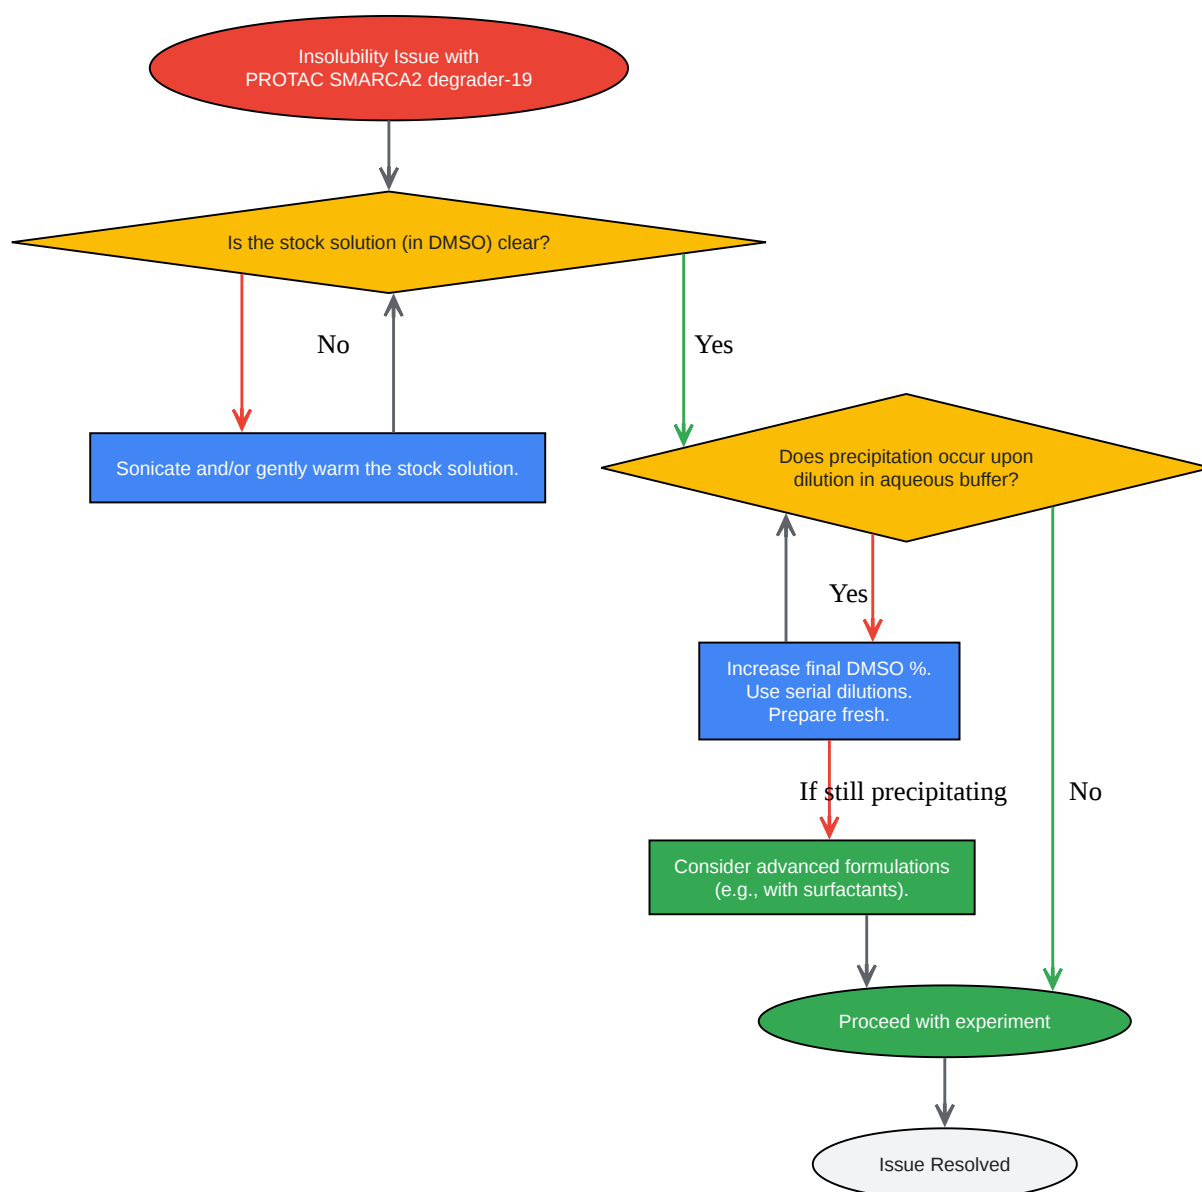 Insolubility Issue with
PROTAC SMARCA2 degrader-19
Is the stock solution (in DMSO) clear?
No
Yes
Sonicate and/or gently warm the stock solution.
Does precipitation occur upon
dilution in aqueous buffer?
Yes
Increase final DMSO %.
Use serial dilutions.
Prepare fresh.
If still precipitating
No
Consider advanced formulations
(e.g., with surfactants).
Proceed with experiment
Issue Resolved